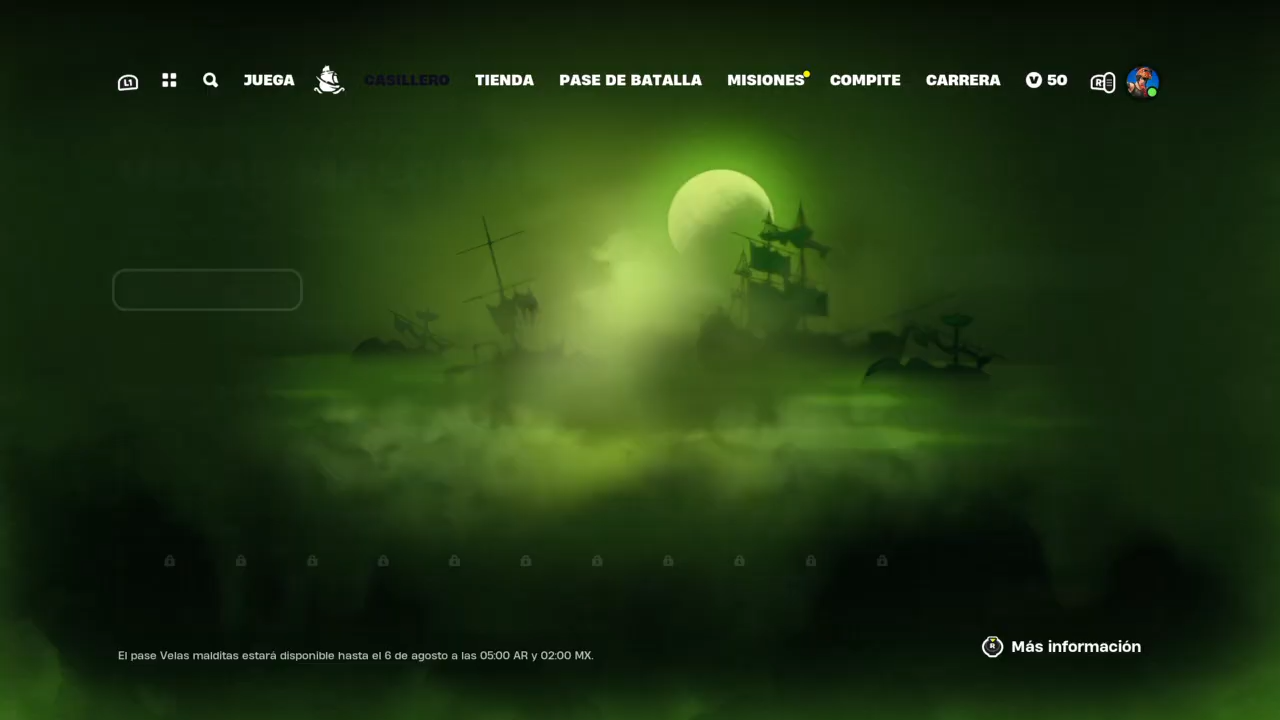 L1
JUEGA
CASILLERO
TIENDA
PASE DE BATALLA
MISIONES
COMPITE
CARRERA
50
R
El pase Velas malditas estará disponible hasta el 6 de agosto a las 05:00 AR y 02:00 MX.
R
Más información